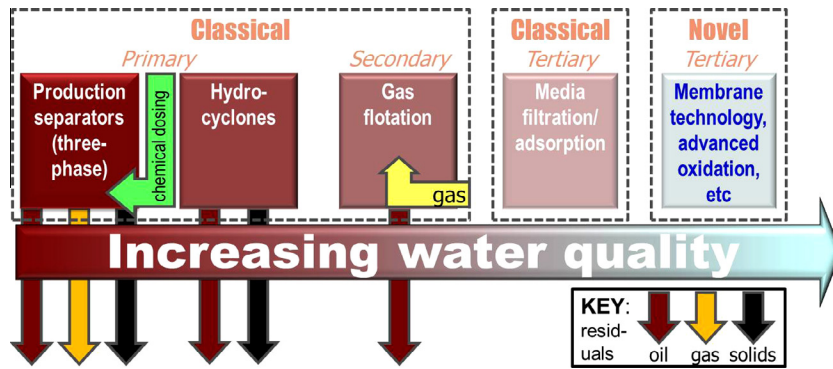 Classical
Primary
Secondary
Production
separators
(three-
phase)
chemical dosing
Hydro-
cyclones
Gas
flotation
gas
Classical
Tertiary
Media
filtration/
adsorption
Novel
Tertiary
Membrane
technology,
advanced
oxidation,
etc
Increasing water quality
KEY:
resid-
uals
oil gas solids